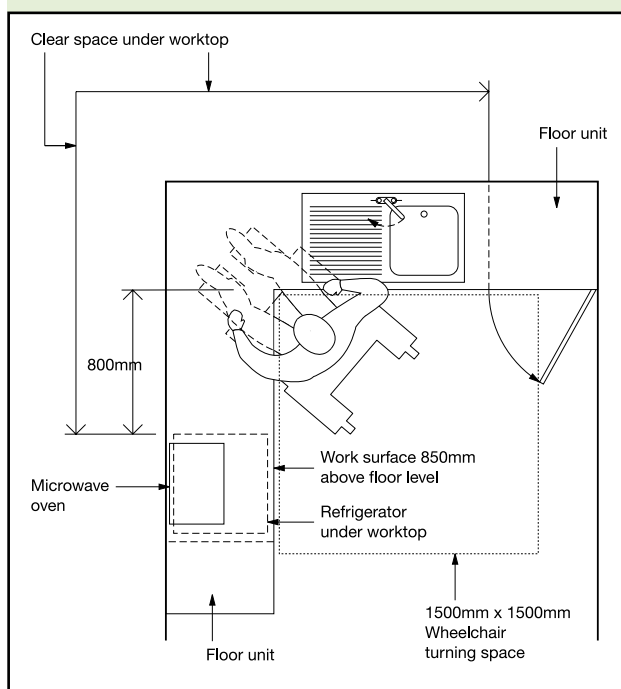 Clear space under worktop
Floor unit
800mm
Work surface 850mm
above floor level
Microwave
oven
Refrigerator
under worktop
1500mm x 1500mm
Wheelchair
turning space
Floor unit